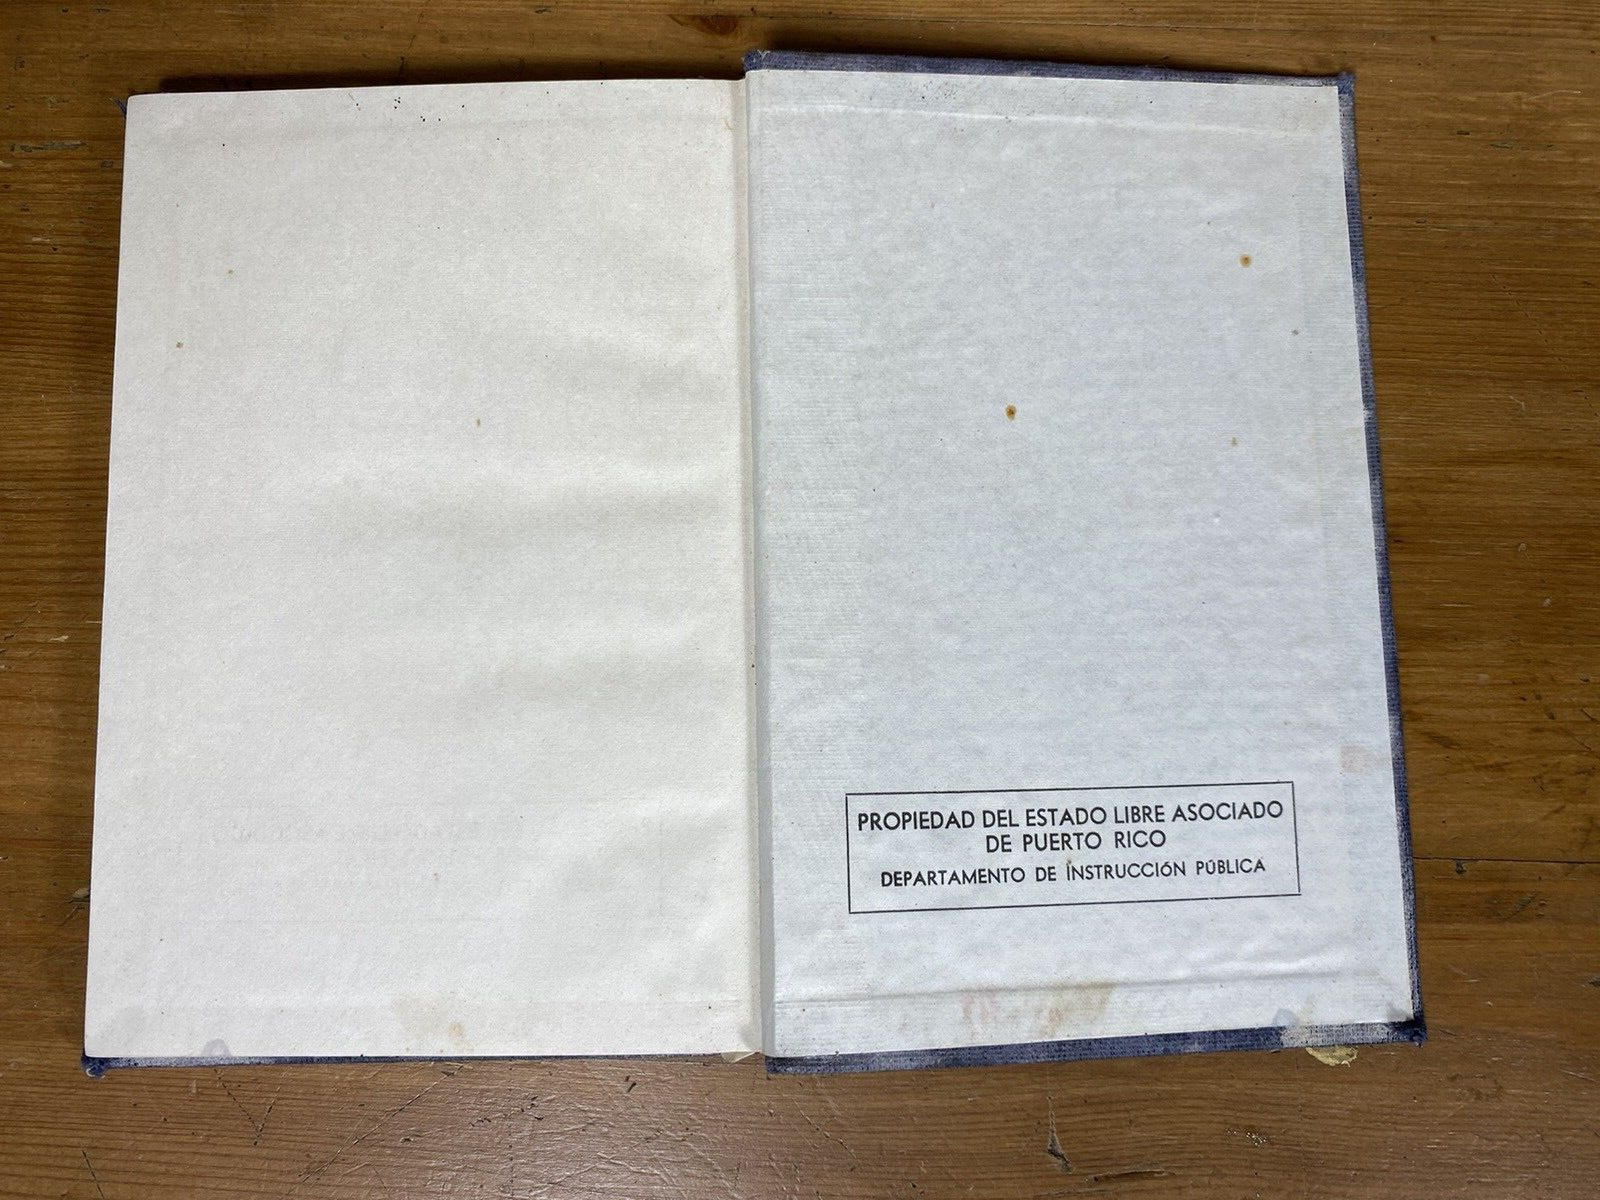 PROPIEDAD DEL ESTADO LIBRE ASOCIADO
DE PUERTO RICO
DEPARTAMENTO DE INSTRUCCIÓN PÚBLICA